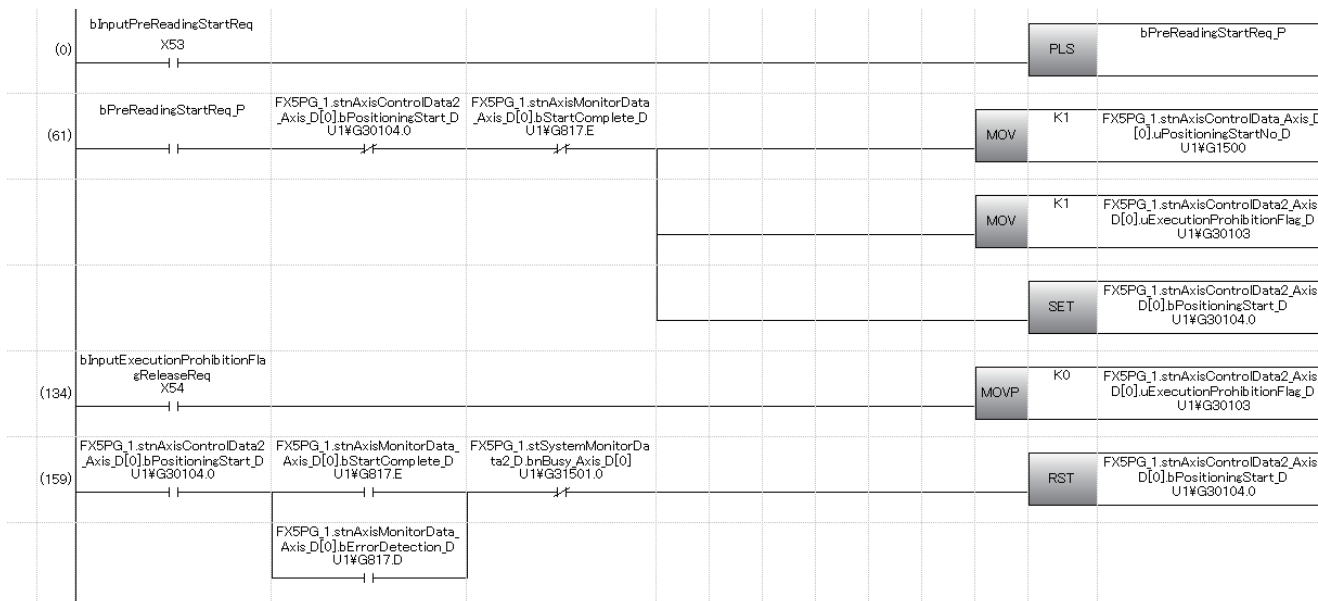 bInputPreReadingStartReq
X53
(0)
PLS
bPreReadingStartReq_P
bPreReadingStartReq_P
FX5PG_1.stnAxisControlData2
_Axis_D[0].bPositioningStart_D
U1¥G30104.0
FX5PG_1.stnAxisMonitorData
_Axis_D[0].bStartComplete_D
U1¥G817.E
(61)
MOV
K1
FX5PG_1.stnAxisControlData_Axis_D
[0].uPositioningStartNo_D
U1¥G1500
MOV
K1
FX5PG_1.stnAxisControlData2_Axis
D[0].uExecutionProhibitionFlag_D
U1¥G30103
SET
FX5PG_1.stnAxisControlData2_Axis
D[0].bPositioningStart_D
U1¥G30104.0
bInputExecutionProhibitionFla
gReleaseReq
X54
(134)
MOVP
K0
FX5PG_1.stnAxisControlData2_Axis
D[0].uExecutionProhibitionFlag_D
U1¥G30103
FX5PG_1.stnAxisControlData2
_Axis_D[0].bPositioningStart_D
U1¥G30104.0
FX5PG_1.stnAxisMonitorData_
Axis_D[0].bStartComplete_D
U1¥G817.E
FX5PG_1.stSystemMonitorDa
ta2_D.bnBusy_Axis_D[0]
U1¥G31501.0
(159)
RST
FX5PG_1.stnAxisControlData2_Axis
D[0].bPositioningStart_D
U1¥G30104.0
FX5PG_1.stnAxisMonitorData_
Axis_D[0].bErrorDetection_D
U1¥G817.D